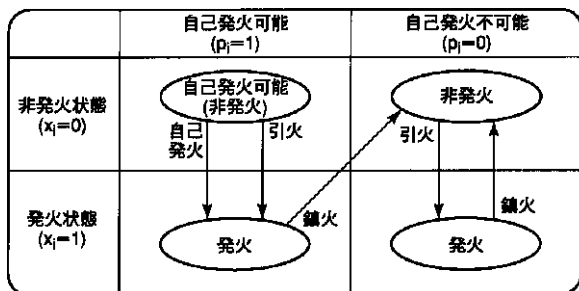 自己発火可能
(pi=1)
自己発火不可能
(pi=0)
非発火状態
(xi=0)
自己発火可能
(非発火)
非発火
自己
発火
引火
引火
発火状態
(xi=1)
鎮火
鎮火
発火
発火